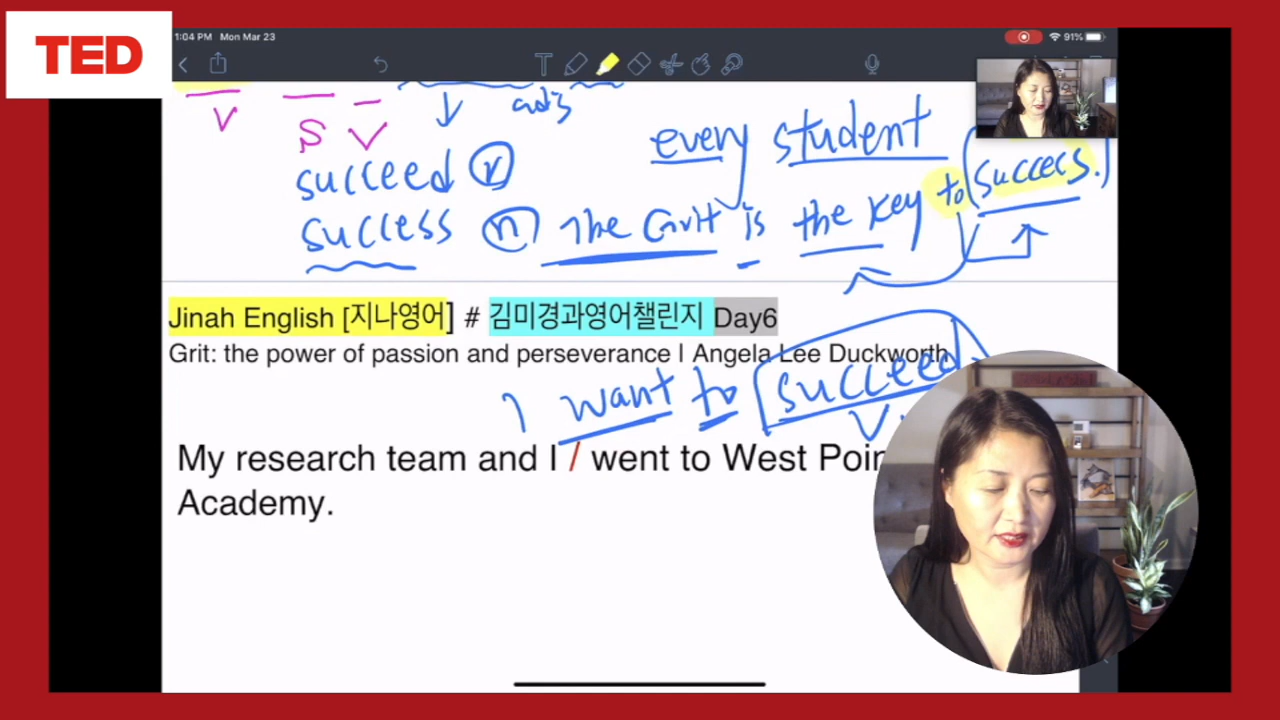 TED
1:04 PM Mon Mar 23
91%
V
S V
adj
succeed v
every student
success n
The Grit is the key to (success.)
Jinah English [지나영어] # 김미경과영어챌린지 Day6
Grit: the power of passion and perseverance | Angela Lee Duckworth
I want to succeed
V
My research team and I / went to West Poin
Academy.